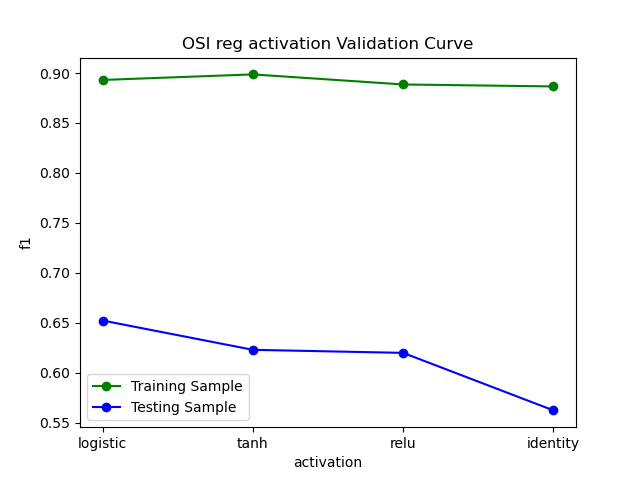 OSI reg activation Validation Curve
0.90
0.85
0.80
0.75
0.70
0.65
0.60
0.55
f1
Training Sample
Testing Sample
logistic
tanh
relu
identity
activation